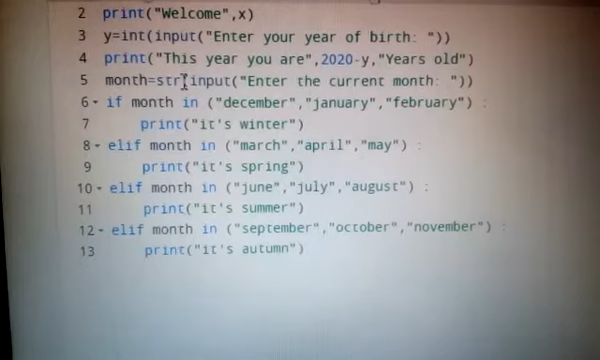 2 print("Welcome",x)
3 y=int(input("Enter your year of birth: "))
4 print("This year you are",2020-y,"Years old")
5 month=str(input("Enter the current month: "))
6 if month in ("december","january","february") :
7 print("it's winter")
8 elif month in ("march","april","may") :
9 print("it's spring")
10 elif month in ("june","july","august") :
11 print("it's summer")
12 elif month in ("september","october","november") :
13 print("it's autumn")